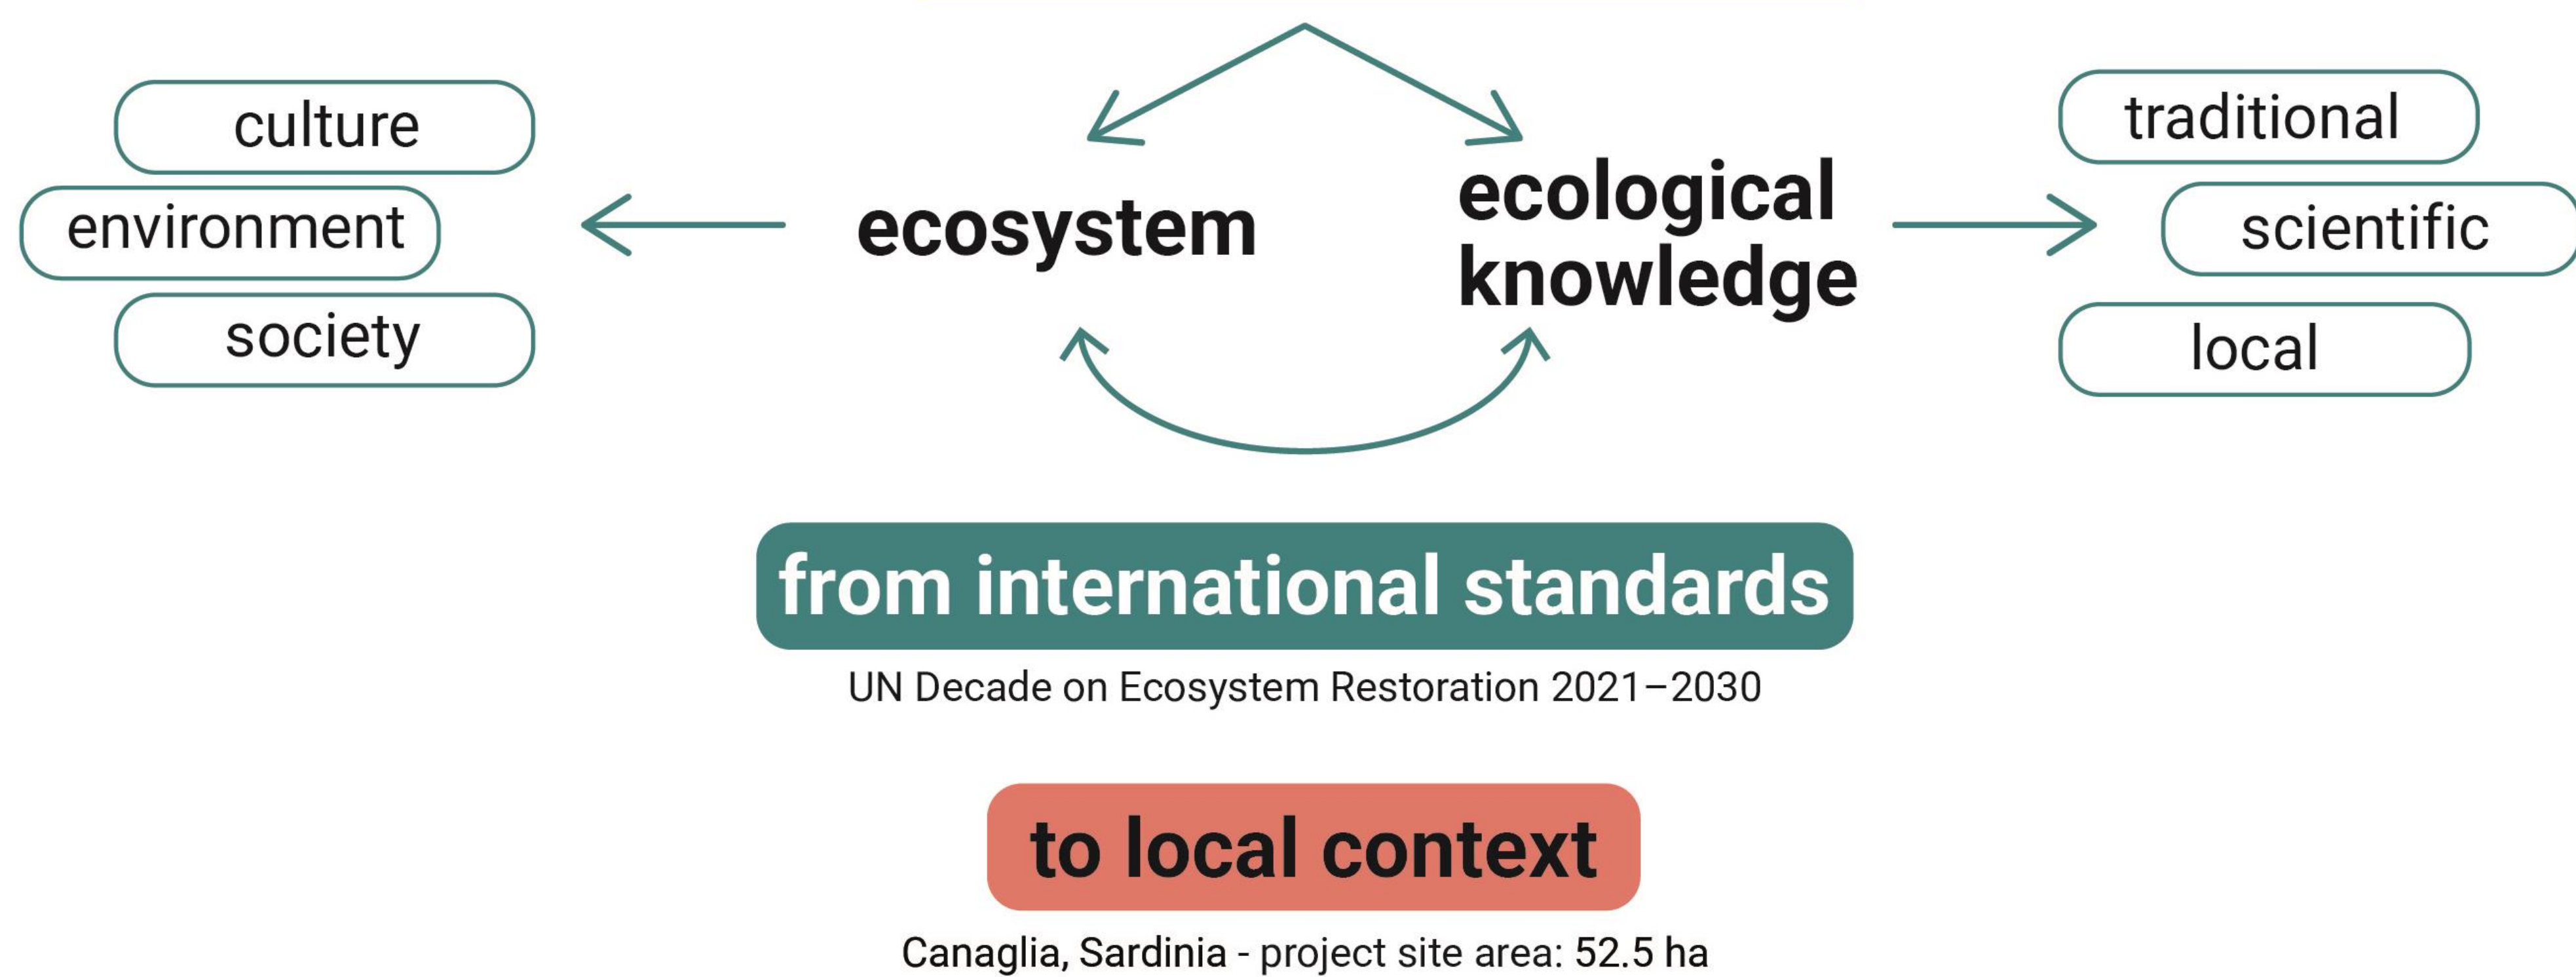 culture
environment
society
ecosystem
ecological
knowledge
traditional
scientific
local
from international standards
UN Decade on Ecosystem Restoration 2021–2030
to local context
Canaglia, Sardinia - project site area: 52.5 ha